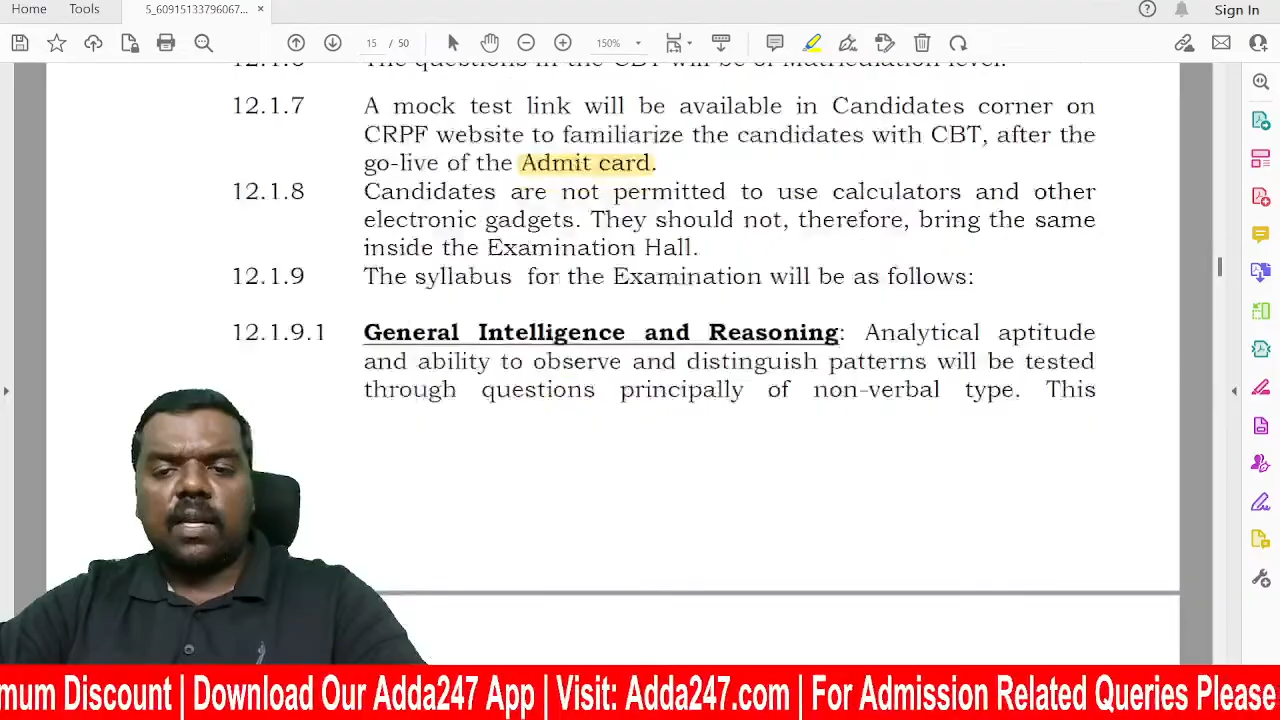 Home Tools 5_60915133796067... × Sign In
15 / 50 150%
12.1.6 The questions in the CBT will be of Matriculation level.
12.1.7 A mock test link will be available in Candidates corner on
CRPF website to familiarize the candidates with CBT, after the
go-live of the Admit card.
12.1.8 Candidates are not permitted to use calculators and other
electronic gadgets. They should not, therefore, bring the same
inside the Examination Hall.
12.1.9 The syllabus for the Examination will be as follows:
12.1.9.1 General Intelligence and Reasoning: Analytical aptitude
and ability to observe and distinguish patterns will be tested
through questions principally of non-verbal type. This
mum Discount | Download Our Adda247 App | Visit: Adda247.com | For Admission Related Queries Please